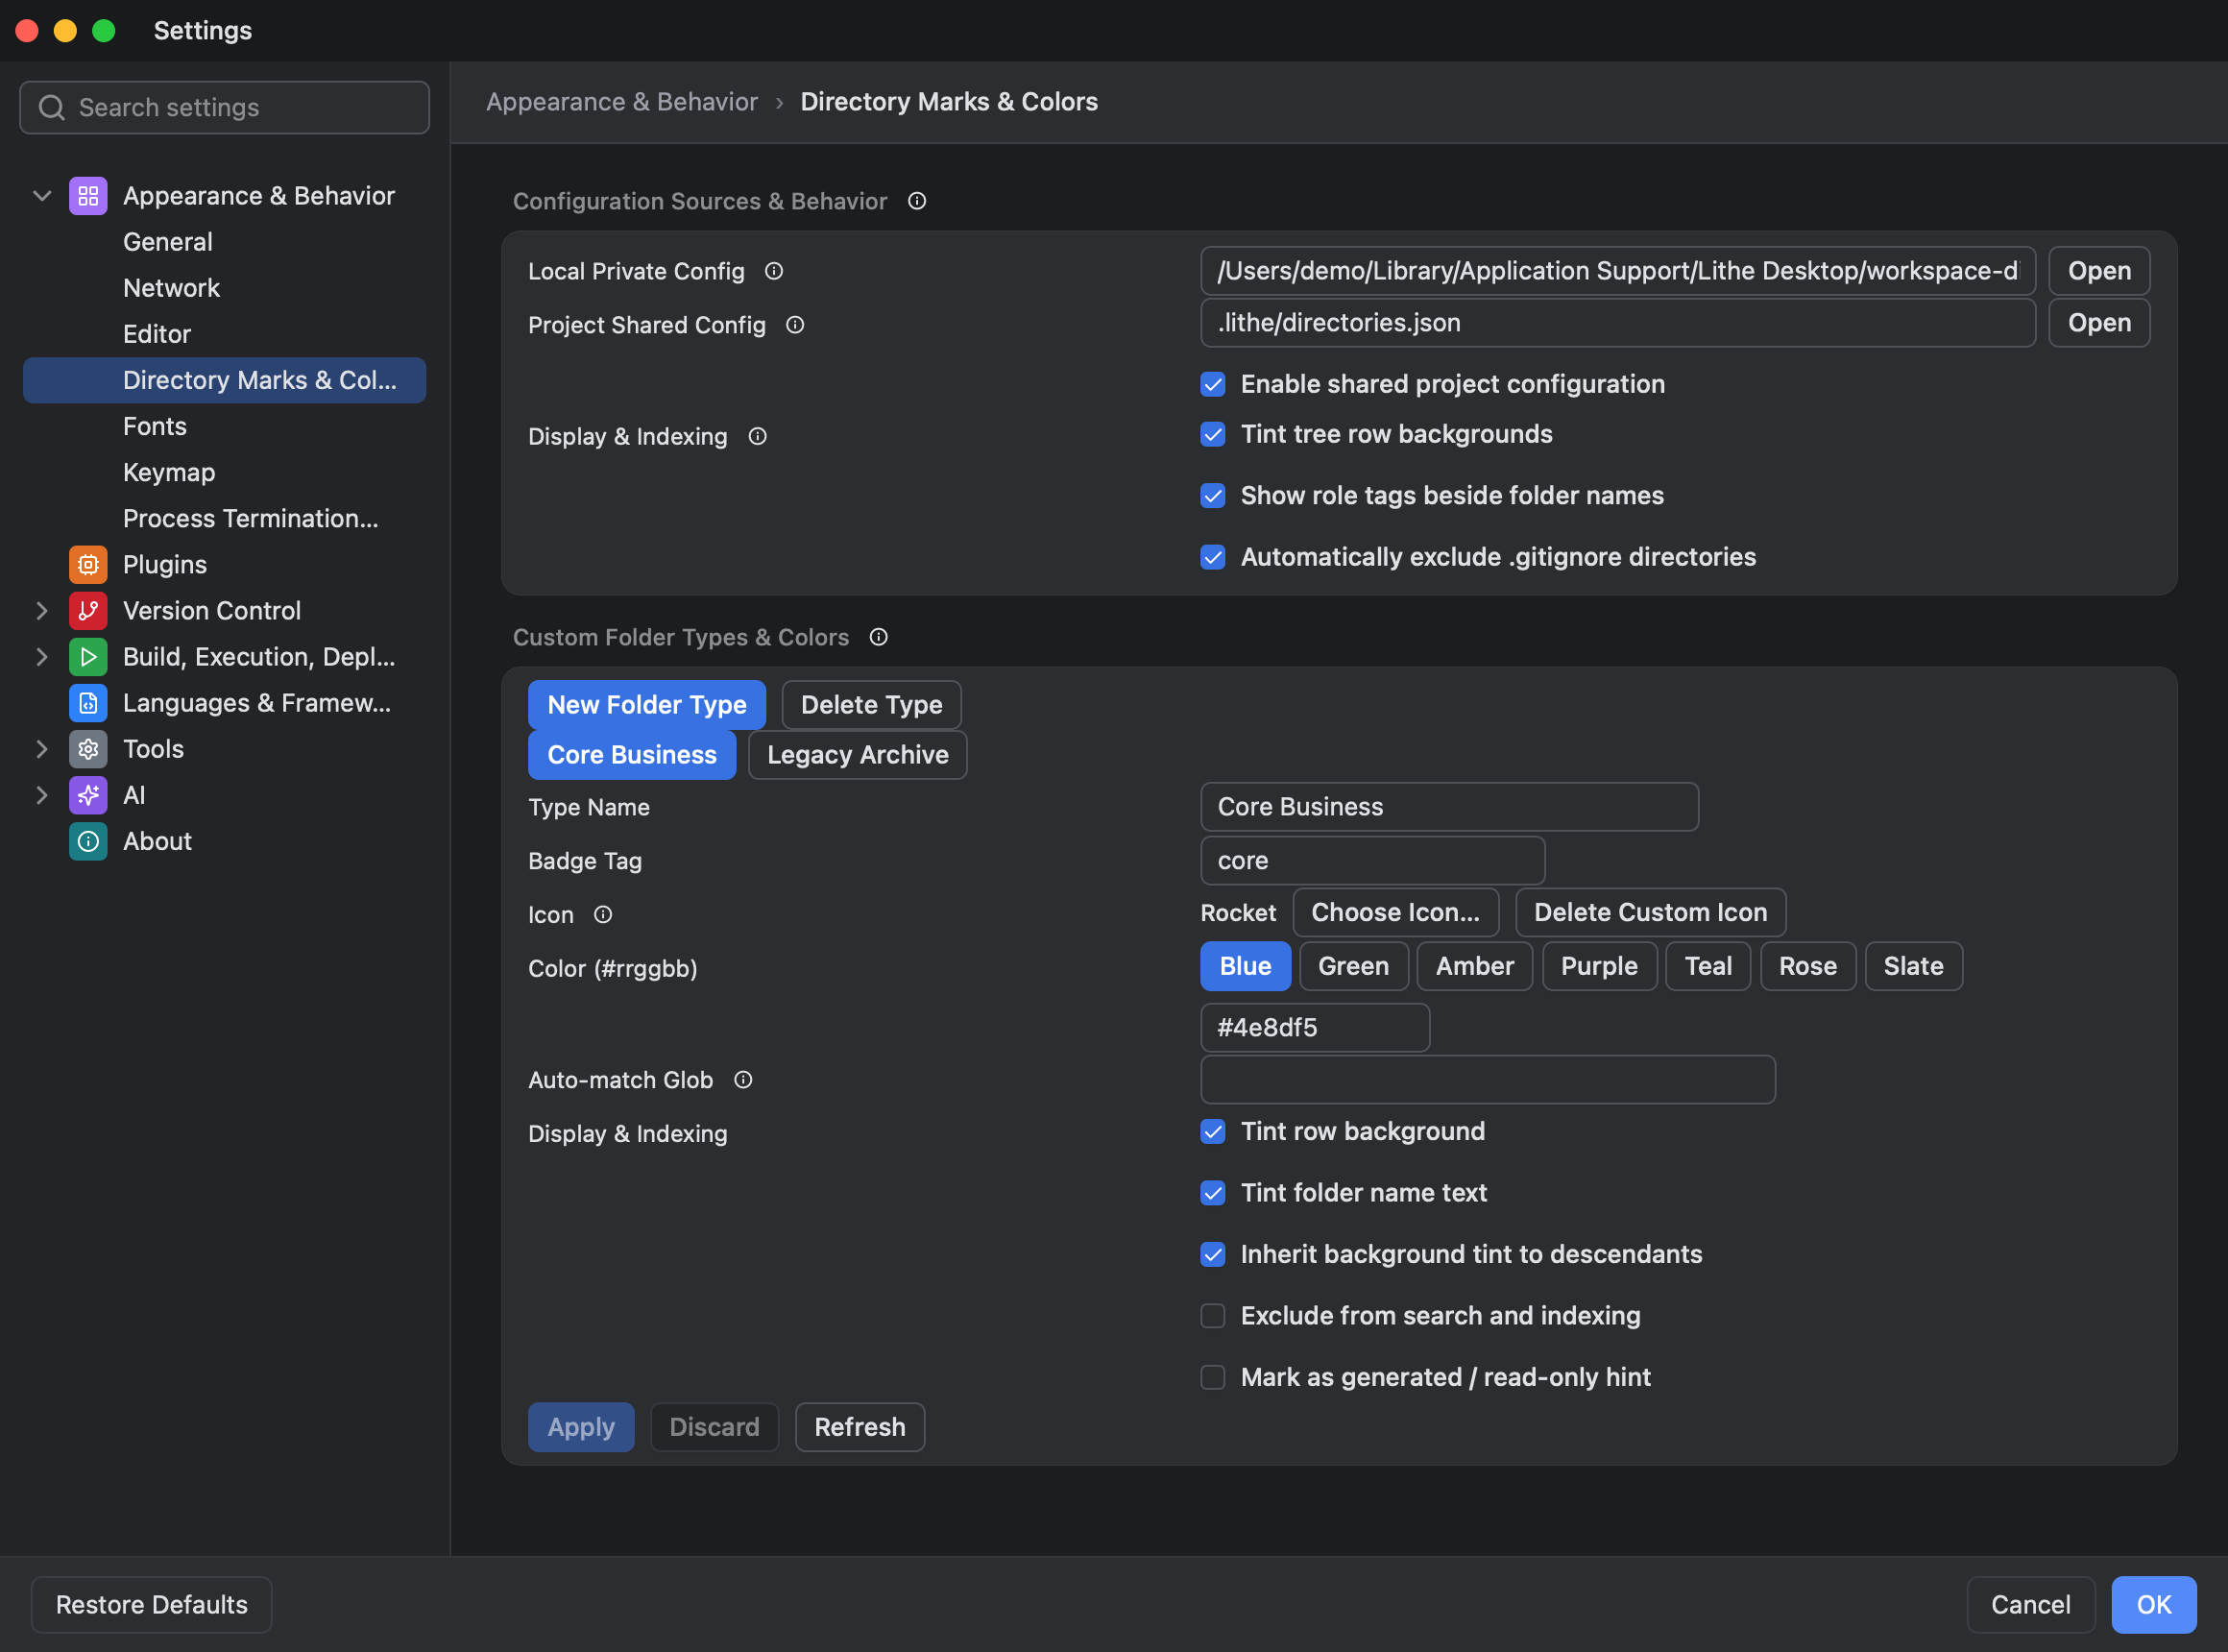 Settings
Search settings
Appearance & Behavior
General
Network
Editor
Directory Marks & Col...
Fonts
Keymap
Process Termination...
Plugins
Version Control
Build, Execution, Depl...
Languages & Framew...
Tools
AI
About
Appearance & Behavior › Directory Marks & Colors
Configuration Sources & Behavior
Local Private Config /Users/demo/Library/Application Support/Lithe Desktop/workspace-d Open
Project Shared Config .lithe/directories.json Open
Enable shared project configuration
Display & Indexing Tint tree row backgrounds
Show role tags beside folder names
Automatically exclude .gitignore directories
Custom Folder Types & Colors
New Folder Type Delete Type
Core Business Legacy Archive
Type Name Core Business
Badge Tag core
Icon Rocket Choose Icon... Delete Custom Icon
Color (#rrggbb) Blue Green Amber Purple Teal Rose Slate
#4e8df5
Auto-match Glob
Display & Indexing Tint row background
Tint folder name text
Inherit background tint to descendants
Exclude from search and indexing
Mark as generated / read-only hint
Apply Discard Refresh
Restore Defaults Cancel OK